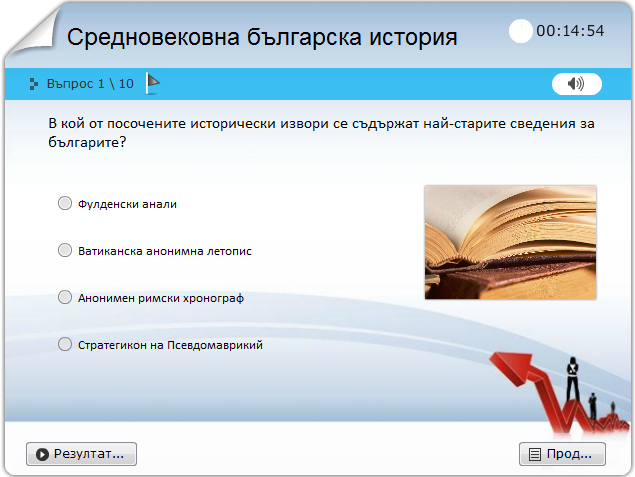 Средновековна българска история
00:14:54
Въпрос 1 \ 10
В кой от посочените исторически извори се съдържат най-старите сведения за
българите?
Фулденски анали
Ватиканска анонимна летопис
Анонимен римски хронограф
Стратегикон на Псевдомаврикий
Резултат...
Прод...